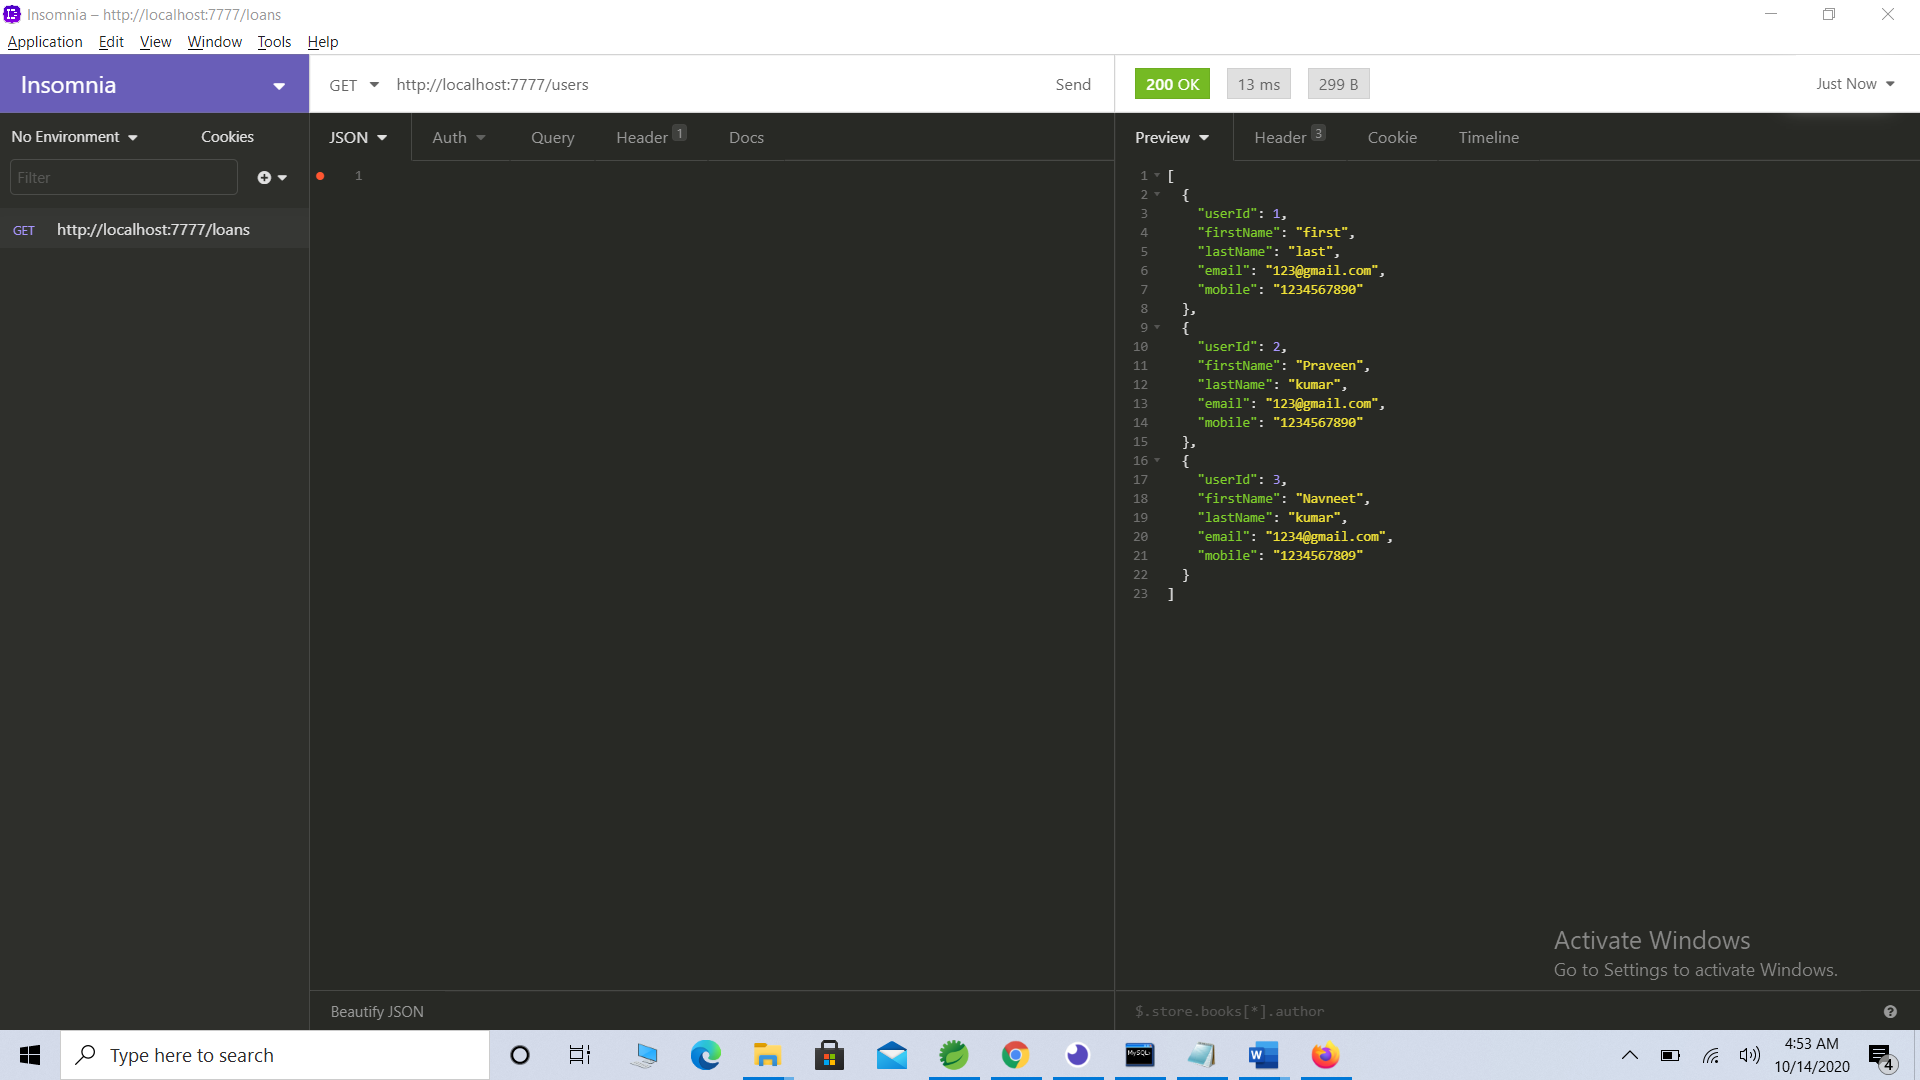 Insomnia – http://localhost:7777/loans
Application Edit View Window Tools Help
Insomnia
GET http://localhost:7777/users Send
200 OK 13 ms 299 B Just Now
No Environment Cookies
JSON Auth Query Header 1 Docs
Preview Header 3 Cookie Timeline
Filter
GET http://localhost:7777/loans
1
1 [
2 {
3 "userId": 1,
4 "firstName": "first",
5 "lastName": "last",
6 "email": "123@gmail.com",
7 "mobile": "1234567890"
8 },
9 {
10 "userId": 2,
11 "firstName": "Praveen",
12 "lastName": "kumar",
13 "email": "123@gmail.com",
14 "mobile": "1234567890"
15 },
16 {
17 "userId": 3,
18 "firstName": "Navneet",
19 "lastName": "kumar",
20 "email": "1234@gmail.com",
21 "mobile": "1234567809"
22 }
23 ]
Activate Windows
Go to Settings to activate Windows.
Beautify JSON
$.store.books[*].author
?
Type here to search
MySQL
W
4:53 AM
10/14/2020
4